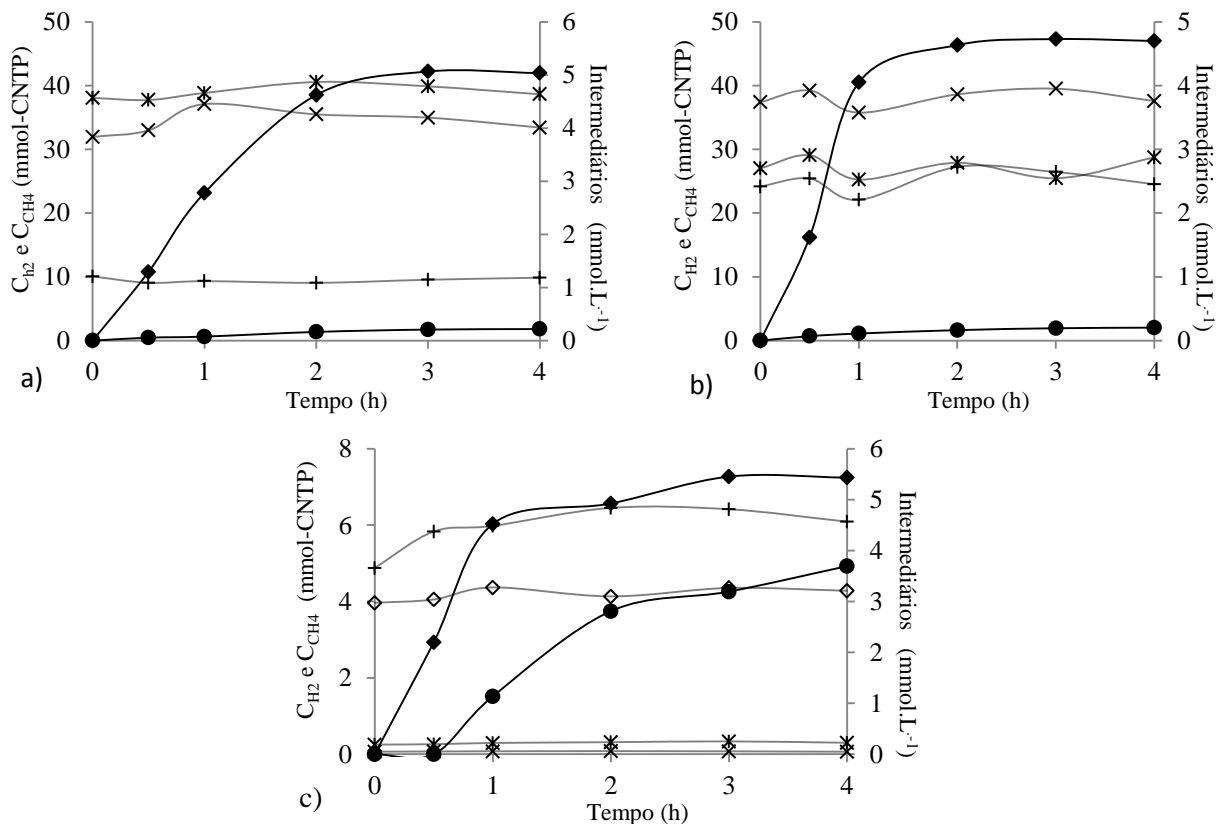 C_h2 e C_CH4 (mmol-CNTP)
50
40
30
20
10
0
6
5
4
3
2
1
0
Intermediários (mmol.L-1)
0 1 2 3 4
Tempo (h)
a)
C_H2 e C_CH4 (mmol-CNTP)
50
40
30
20
10
0
5
4
3
2
1
0
Intermediários (mmol.L-1)
0 1 2 3 4
Tempo (h)
b)
C_H2 e C_CH4 (mmol-CNTP)
8
6
4
2
0
6
5
4
3
2
1
0
Intermediários (mmol.L-1)
0 1 2 3 4
Tempo (h)
c)